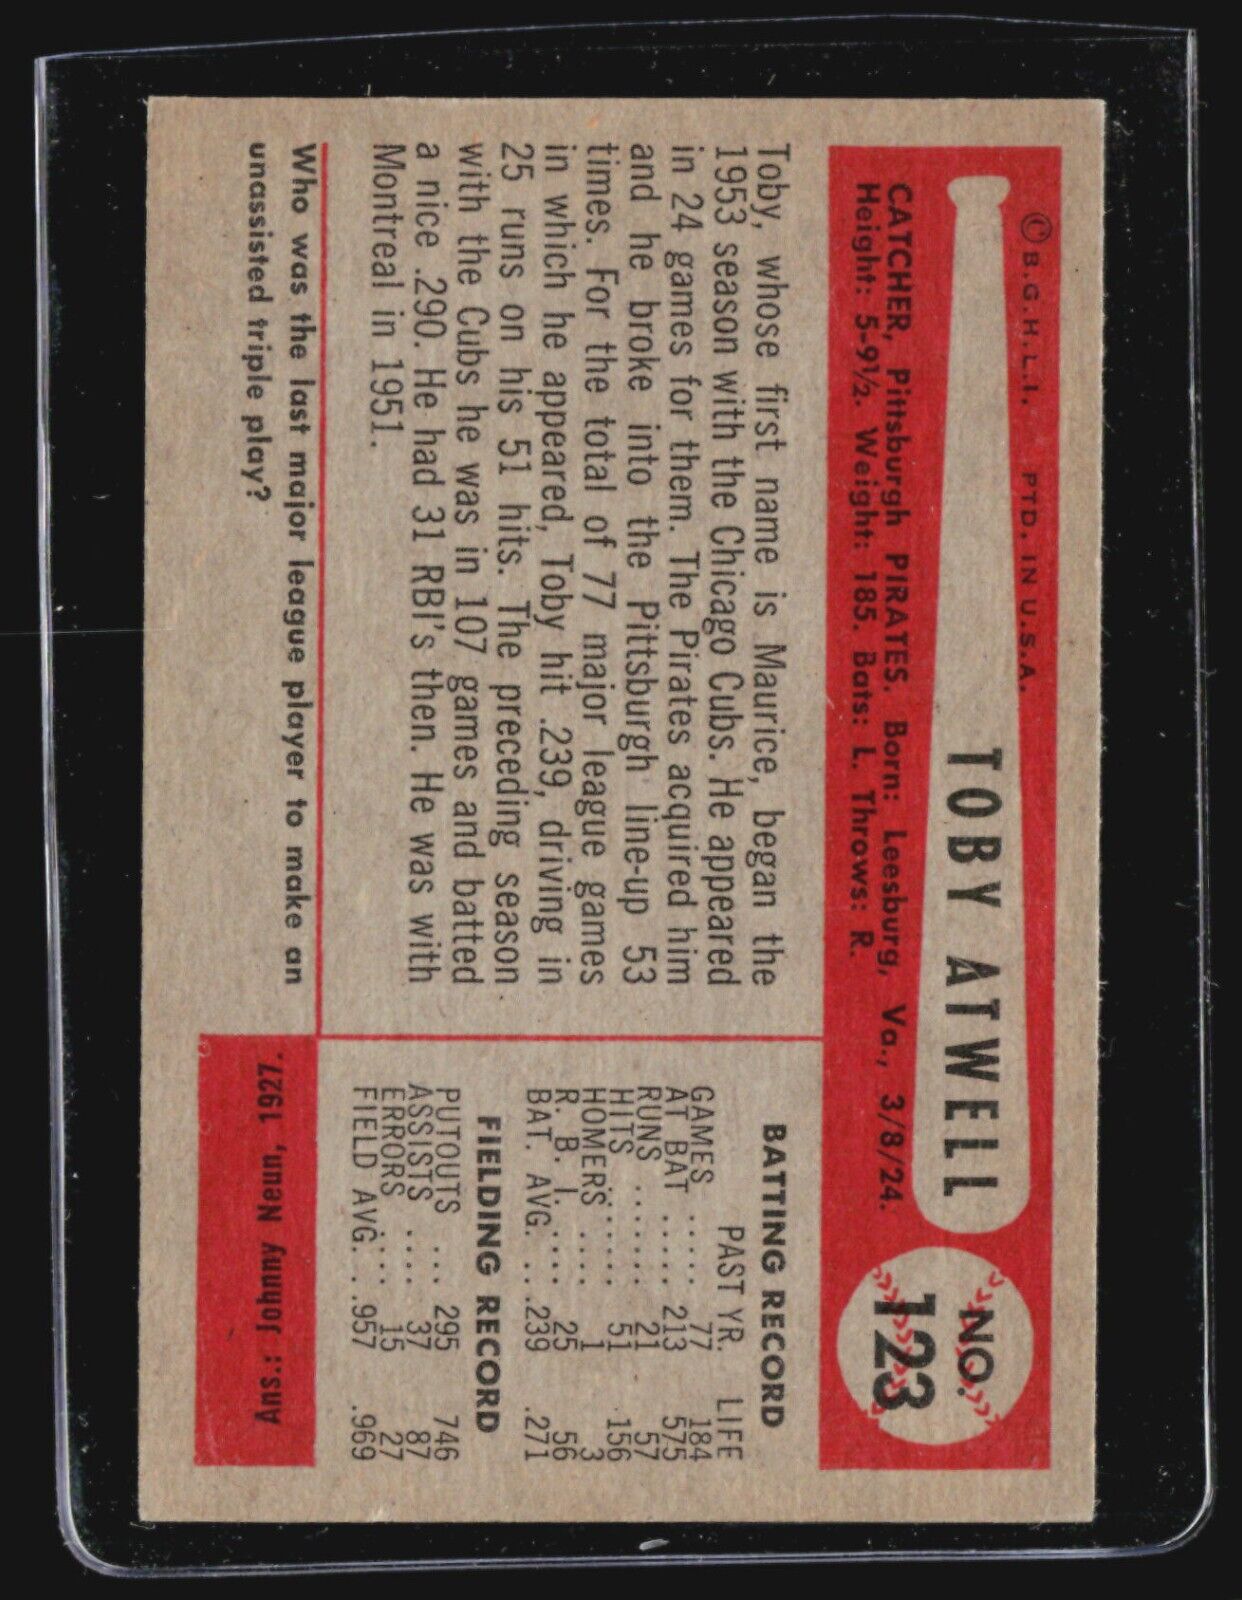 © B.G.H.L.I. PTD. IN U.S.A.
TOBY ATWELL
NO.
123
CATCHER, Pittsburgh PIRATES. Born: Leesburg, Va., 3/8/24.
Height: 5-9½. Weight: 185. Bats: L. Throws: R.
Toby, whose first name is Maurice, began the
1953 season with the Chicago Cubs. He appeared
in 24 games for them. The Pirates acquired him
and he broke into the Pittsburgh line-up 53
times. For the total of 77 major league games
in which he appeared, Toby hit .239, driving in
25 runs on his 51 hits. The preceding season
with the Cubs he was in 107 games and batted
a nice .290. He had 31 RBI's then. He was with
Montreal in 1951.
BATTING RECORD
PAST YR. LIFE
GAMES ..... 77 184
AT BAT ..... 213 575
RUNS ....... 21 57
HITS ....... 51 156
HOMERS ..... 1 3
R. B. I. .... 25 56
BAT. AVG. .. .239 .271
FIELDING RECORD
PUTOUTS ... 295 746
ASSISTS .... 37 87
ERRORS .... 15 27
FIELD AVG. . .957 .969
Who was the last major league player to make an
unassisted triple play?
Ans.: Johnny Neun, 1927.